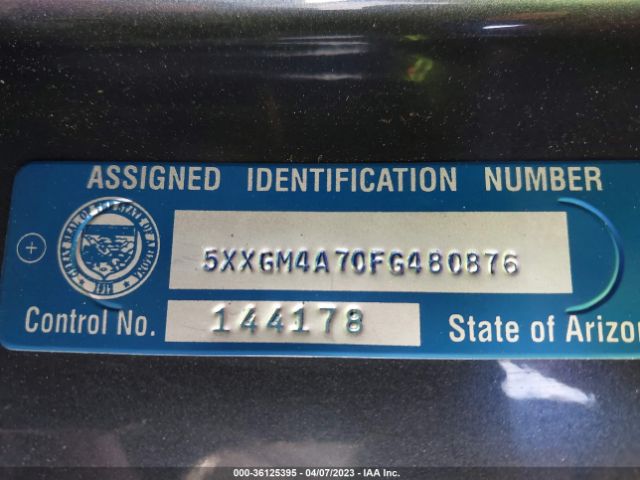 ASSIGNED IDENTIFICATION NUMBER
5XXGM4A70FG480876
Control No. 144178 State of Arizo
000-36125395 - 04/07/2023 - IAA Inc.